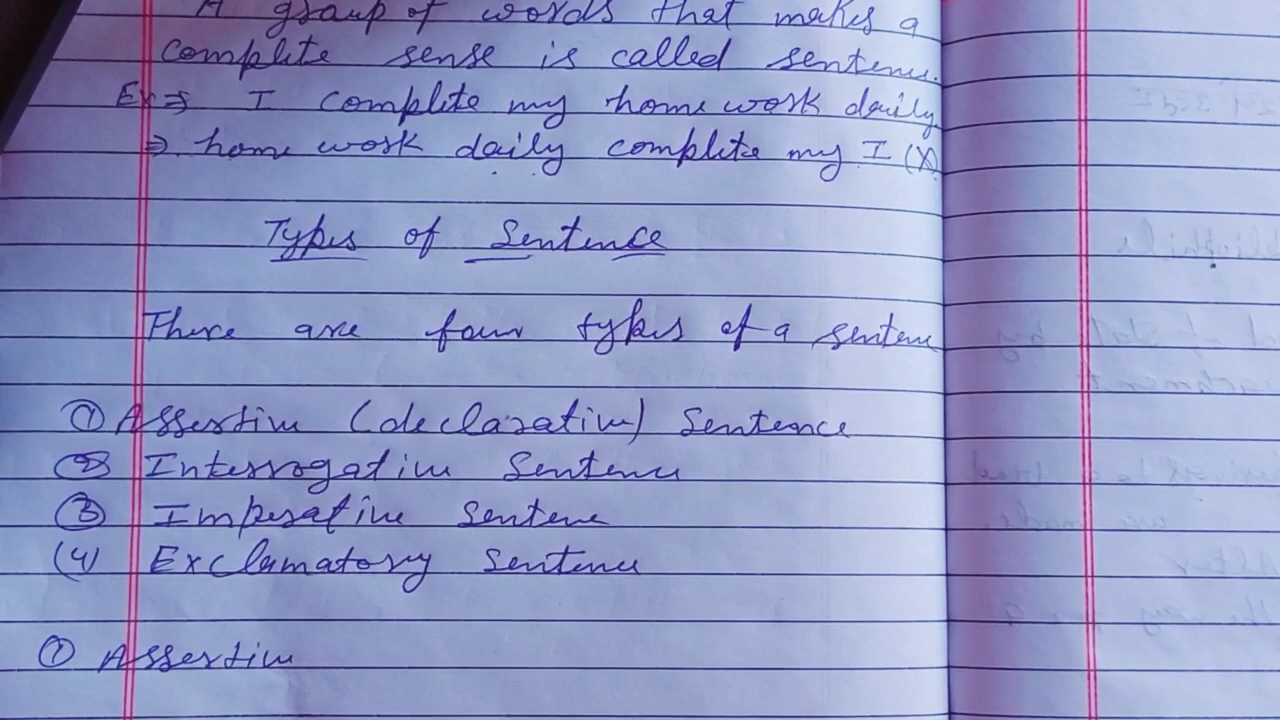 A group of words that makes a
complete sense is called sentence.
Ex ⇒ I complete my home work daily
⇒ home work daily complete my I (X)
Types of Sentence
There are four types of a sentence
① Assertive (declarative) Sentence
② Interrogative Sentence
③ Imperative sentence
(4) Exclamatory Sentence
① Assertive